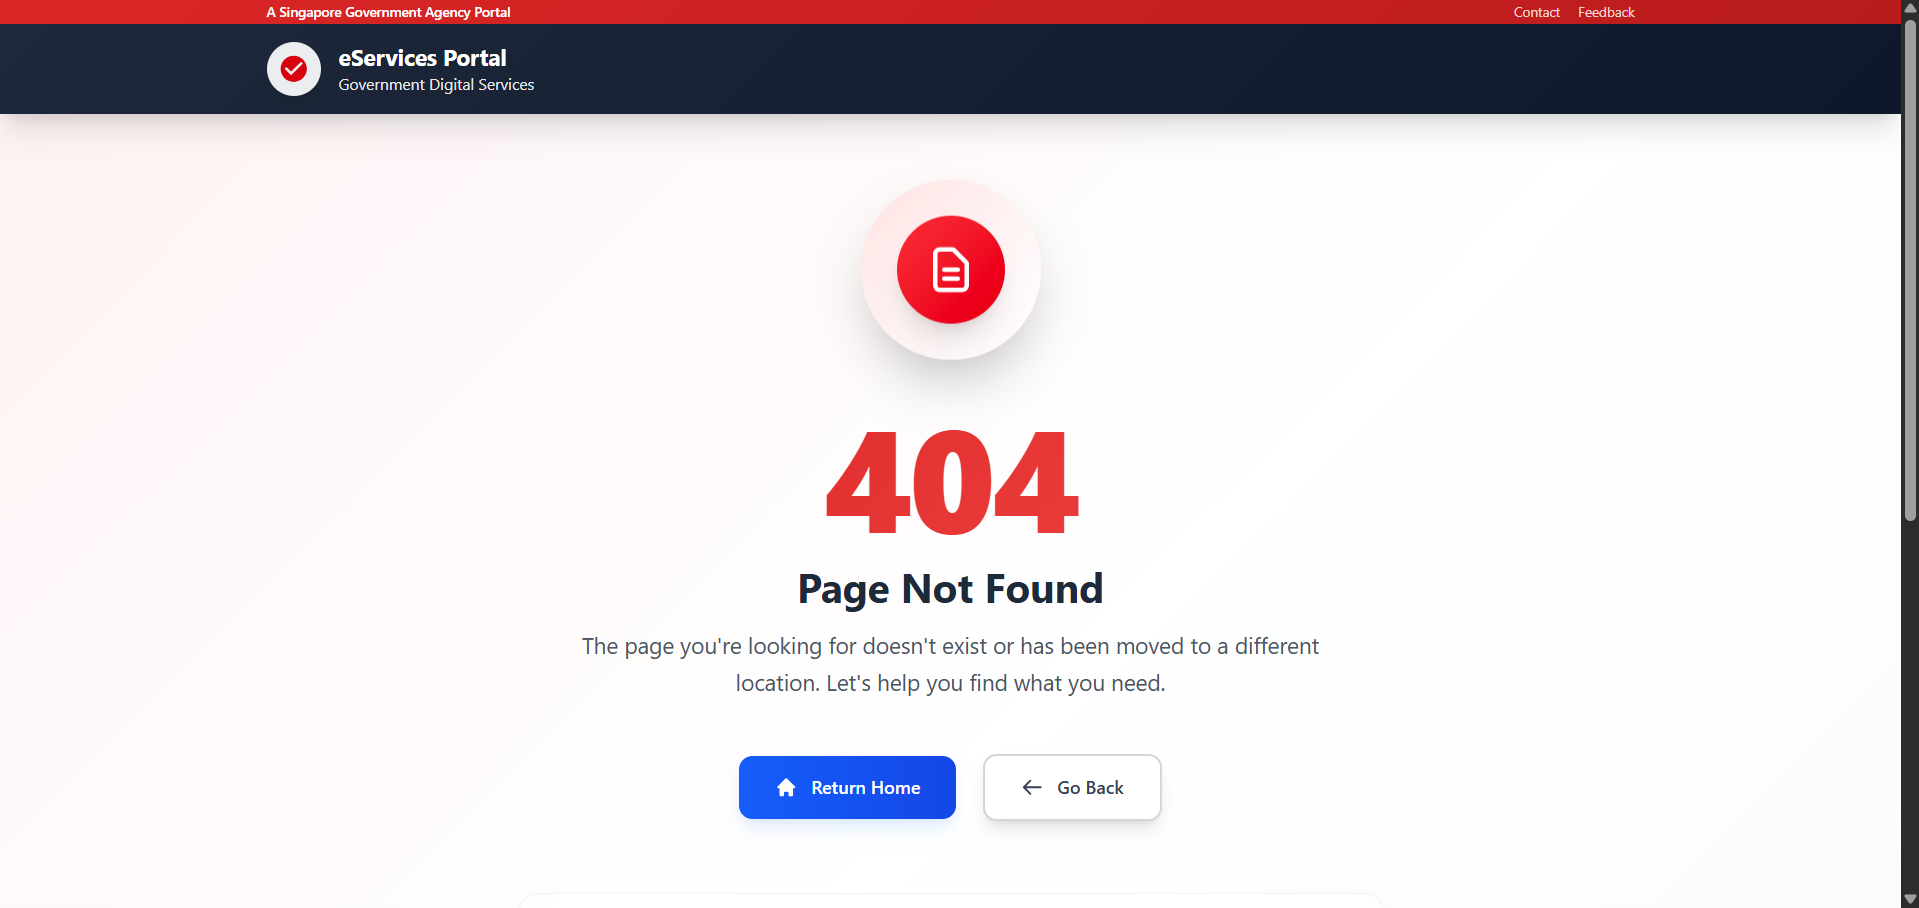 A Singapore Government Agency Portal
Contact Feedback
eServices Portal
Government Digital Services
404
Page Not Found
The page you're looking for doesn't exist or has been moved to a different
location. Let's help you find what you need.
Return Home
Go Back